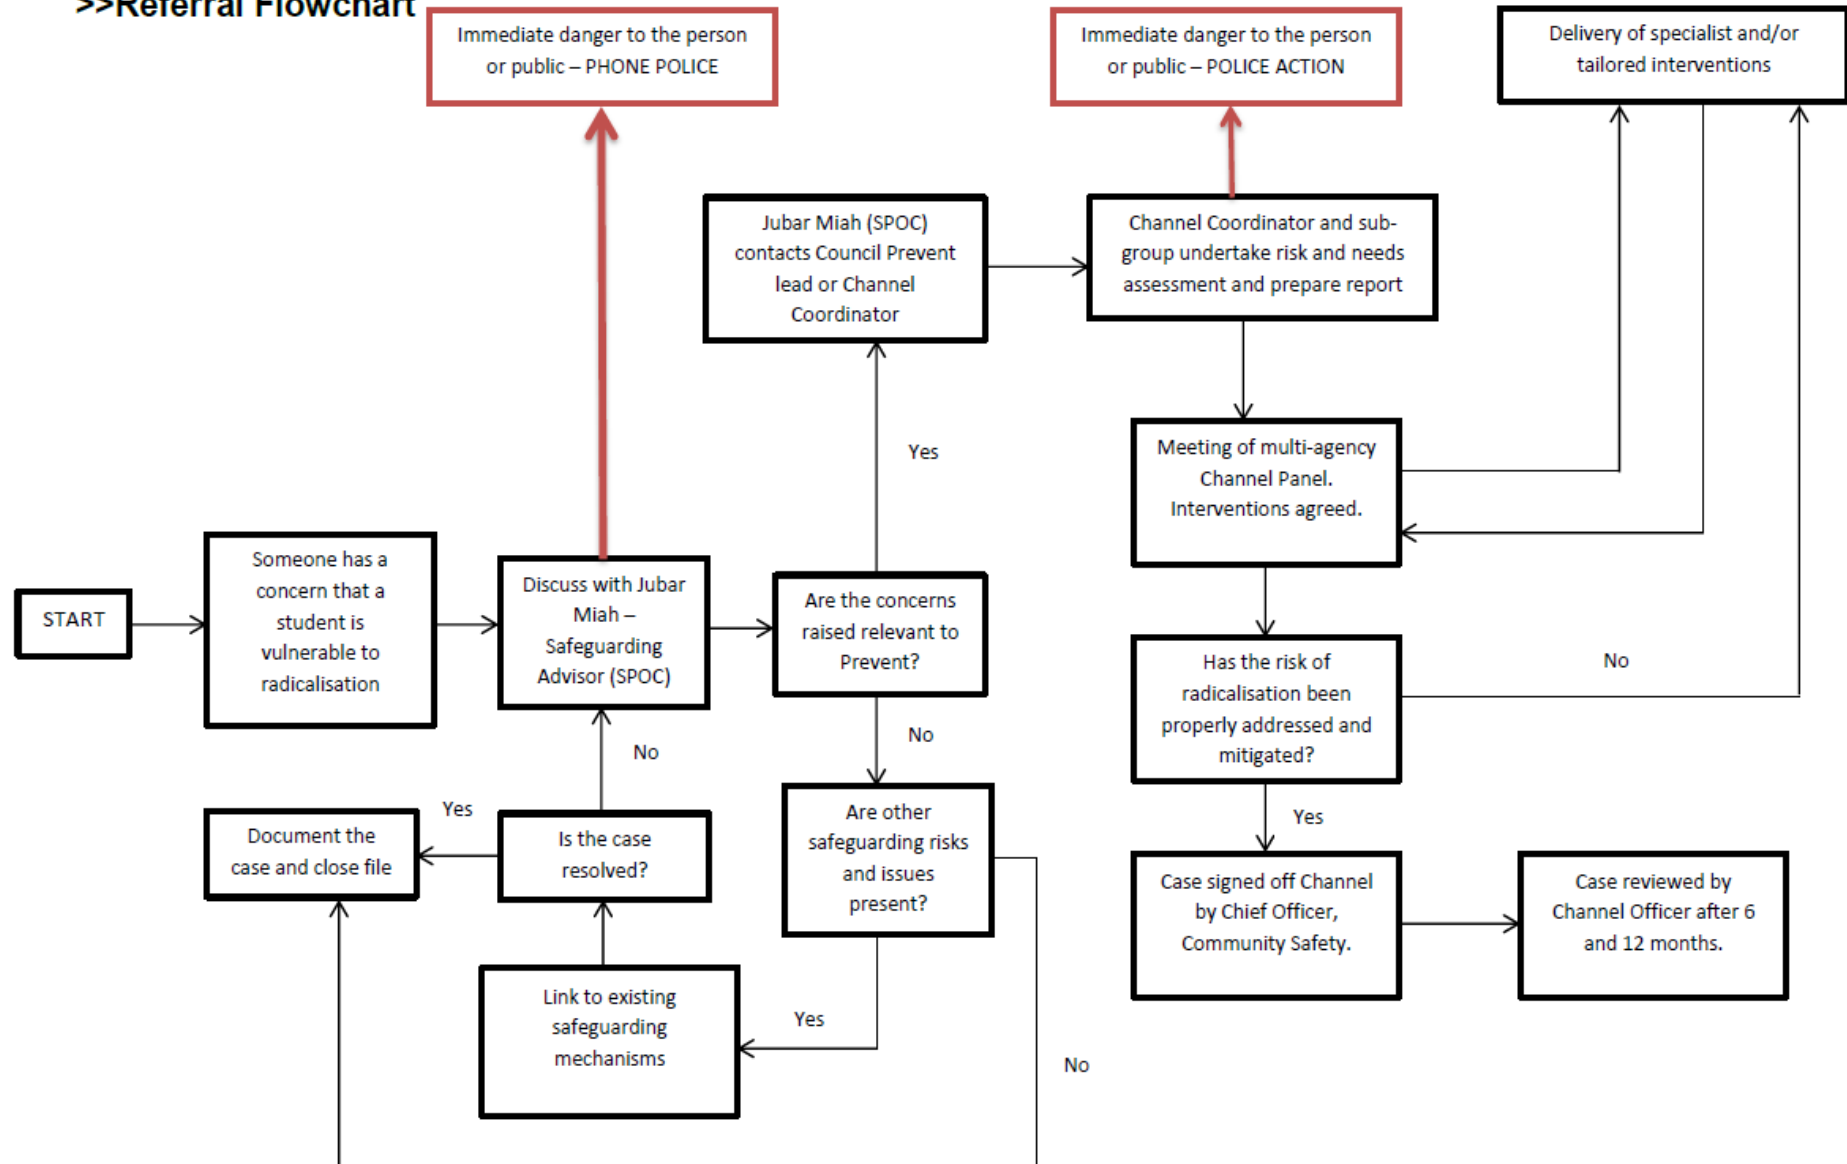 >>Referral Flowchart
Immediate danger to the person
or public – PHONE POLICE
Immediate danger to the person
or public – POLICE ACTION
Delivery of specialist and/or
tailored interventions
Jubar Miah (SPOC)
contacts Council Prevent
lead or Channel
Coordinator
Channel Coordinator and sub-
group undertake risk and needs
assessment and prepare report
Yes
Meeting of multi-agency
Channel Panel.
Interventions agreed.
START
Someone has a
concern that a
student is
vulnerable to
radicalisation
Discuss with Jubar
Miah –
Safeguarding
Advisor (SPOC)
Are the concerns
raised relevant to
Prevent?
Has the risk of
radicalisation been
properly addressed and
mitigated?
No
No
No
Yes
Document the
case and close file
Is the case
resolved?
Are other
safeguarding risks
and issues
present?
Yes
Case signed off Channel
by Chief Officer,
Community Safety.
Case reviewed by
Channel Officer after 6
and 12 months.
Link to existing
safeguarding
mechanisms
Yes
No